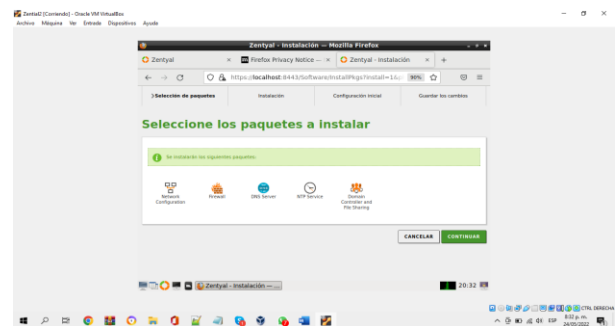 Zentyal2 [Corriendo] - Oracle VM VirtualBox
Archivo Máquina Ver Entrada Dispositivos Ayuda
Zentyal - Instalación — Mozilla Firefox
Zentyal
Firefox Privacy Notice —
Zentyal - Instalación
https://localhost:8443/Software/InstallPkgs?install=1&
90%
Selección de paquetes
Instalación
Configuración inicial
Guardar los cambios
Seleccione los paquetes a instalar
Se instalarán los siguientes paquetes:
Network
Configuration
Firewall
DNS Server
NTP Service
Domain
Controller and
File Sharing
CANCELAR
CONTINUAR
Zentyal - Instalación — ...
20:32
CTRL DERECHA
ESP
8:32 p. m.
24/05/2022